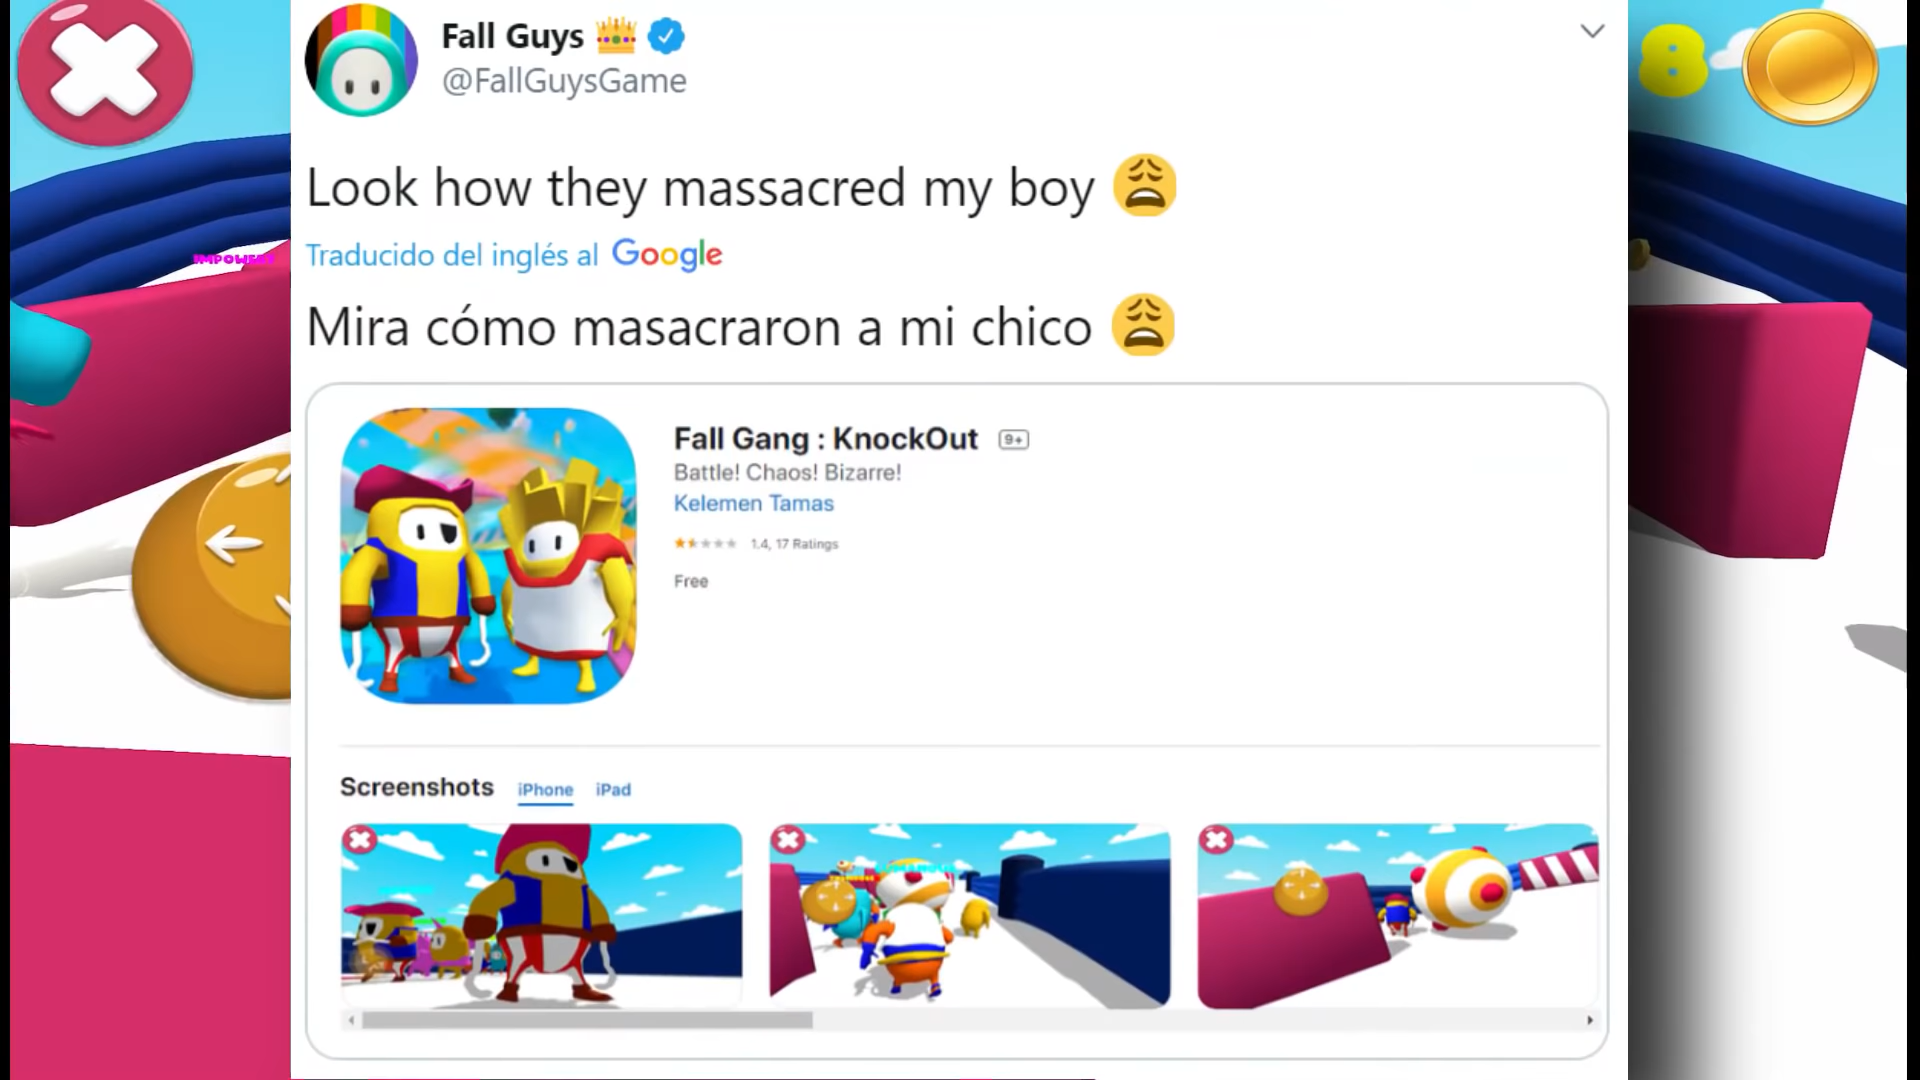 Fall Guys 👑
@FallGuysGame
8
Look how they massacred my boy 😩
Traducido del inglés al Google
Mira cómo masacraron a mi chico 😩
Fall Gang : KnockOut 9+
Battle! Chaos! Bizarre!
Kelemen Tamas
1.4, 17 Ratings
Free
Screenshots iPhone iPad